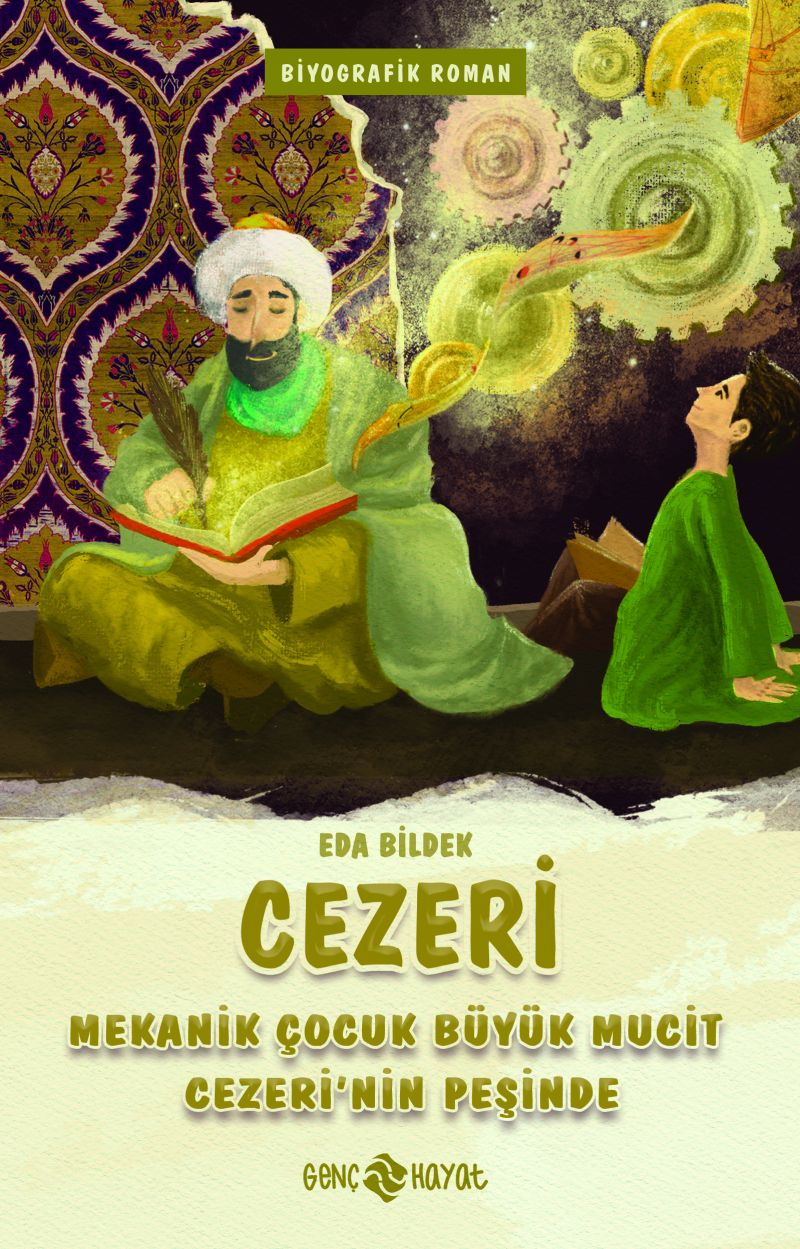 BİYOGRAFİK ROMAN
EDA BİLDEK
CEZERİ
MEKANİK ÇOCUK BÜYÜK MUCİT
CEZERİ'NİN PEŞİNDE
GENÇ HAYAt